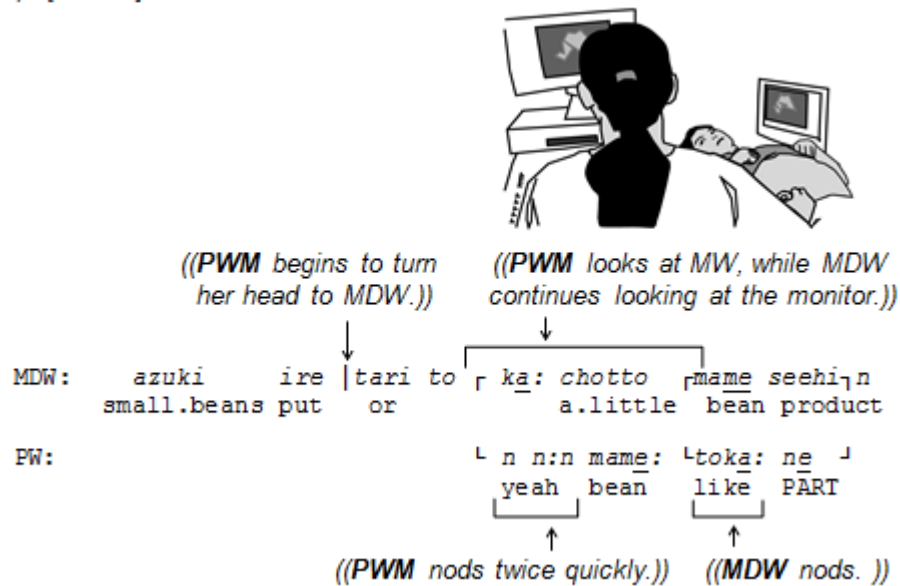 ((PWM begins to turn her head to MDW.))
((PWM looks at MW, while MDW continues looking at the monitor.))
MDW: azuki ire |tari to ┌ ka: chotto ┌mame seehi┐n
small.beans put or a.little bean product
PW: └ n n:n mame: └toka: ne ┘
yeah bean like PART
((PWM nods twice quickly.)) ((MDW nods. ))